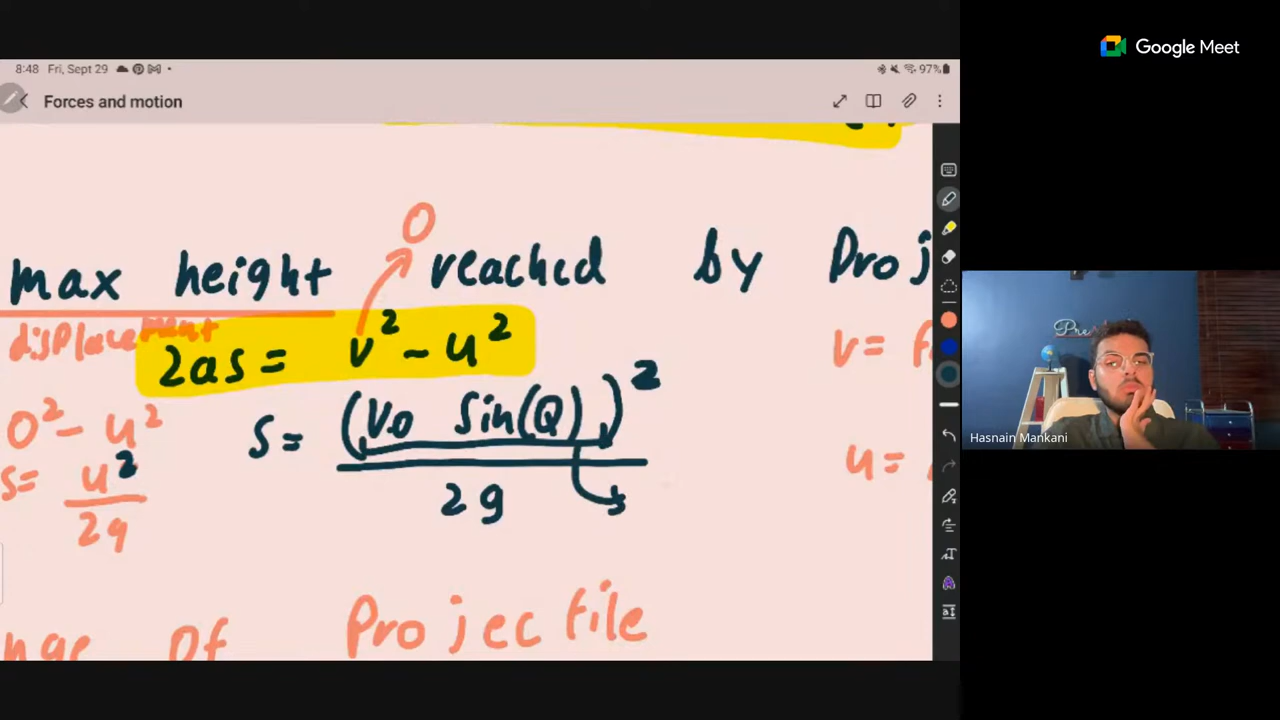 Google Meet
8:48 Fri, Sept 29
97%
Forces and motion
max height reached by Proj
displacement
2as = v² - u²
0
v =
0² - u²
s = (Vo Sin(Q))²
2g
s= u²
2g
u =
Hasnain Mankani
Of Projectile